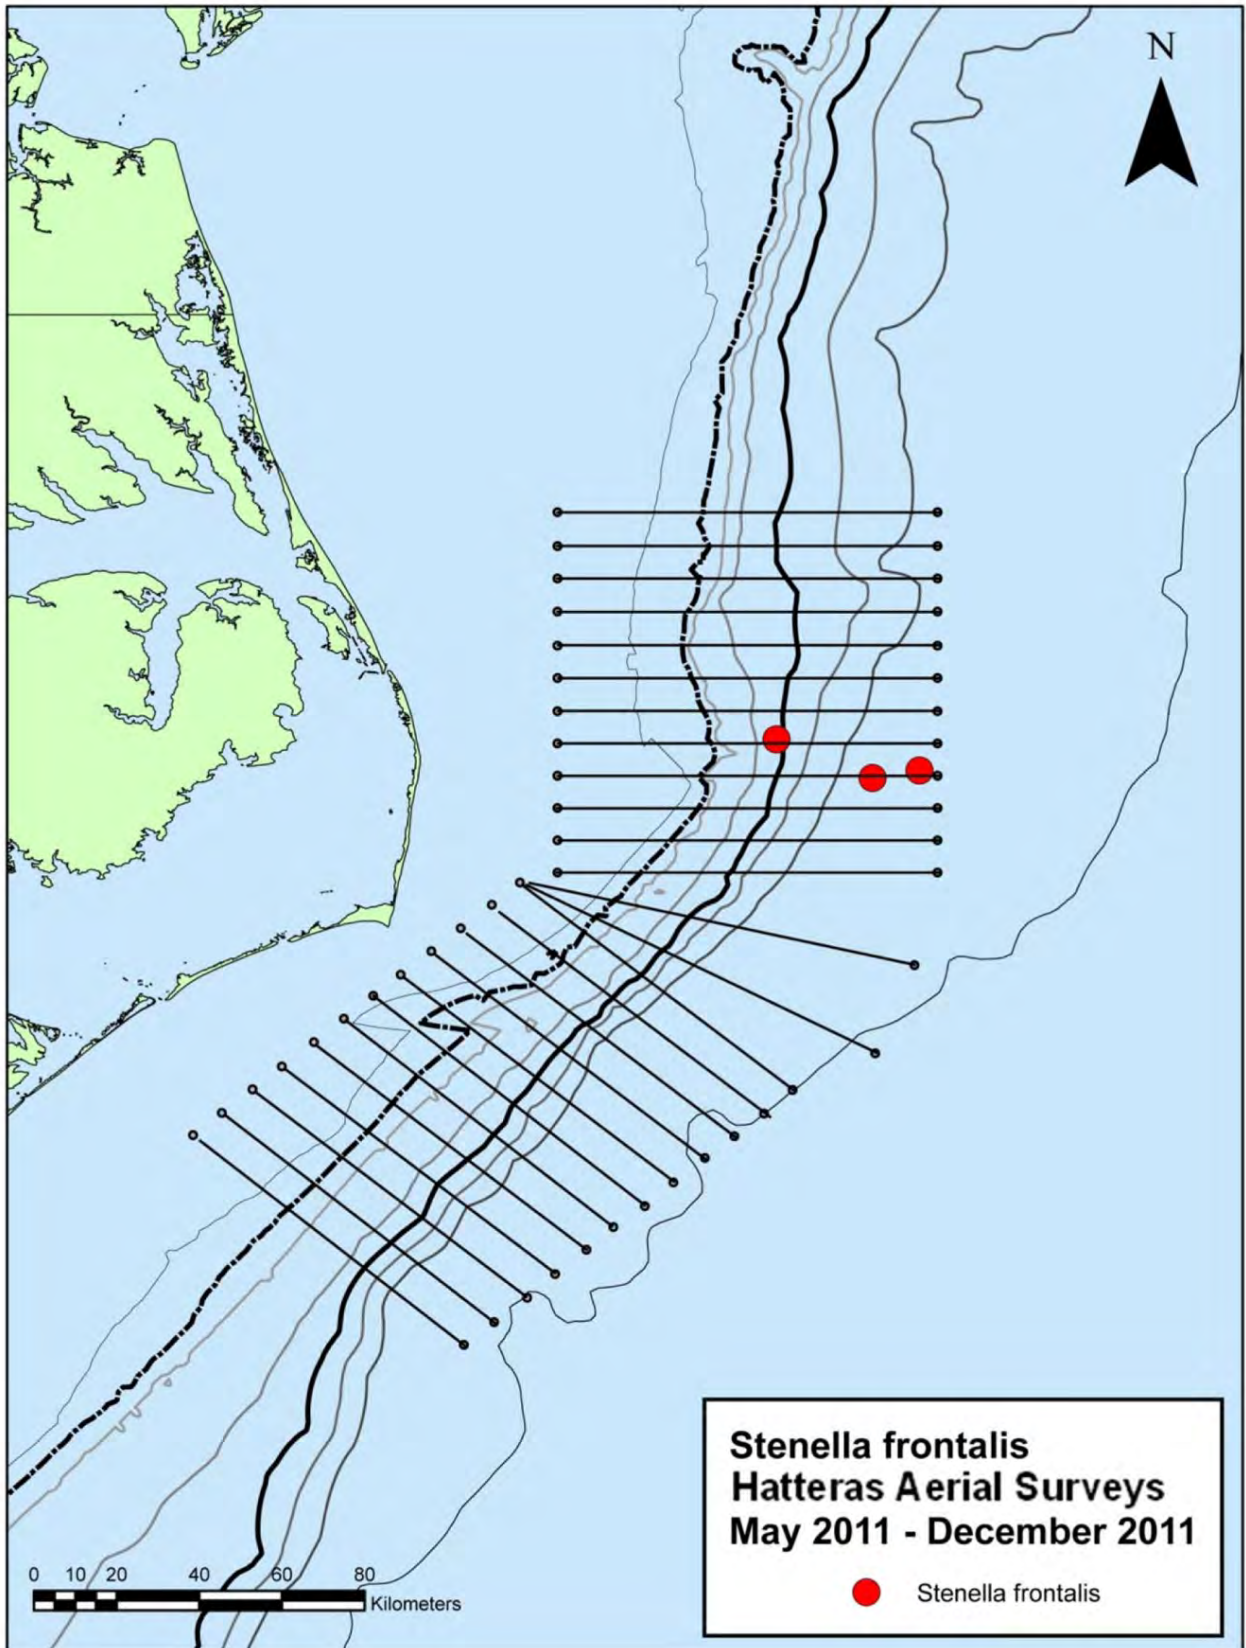 N
Stenella frontalis
Hatteras Aerial Surveys
May 2011 - December 2011
Stenella frontalis
0 10 20 40 60 80
Kilometers